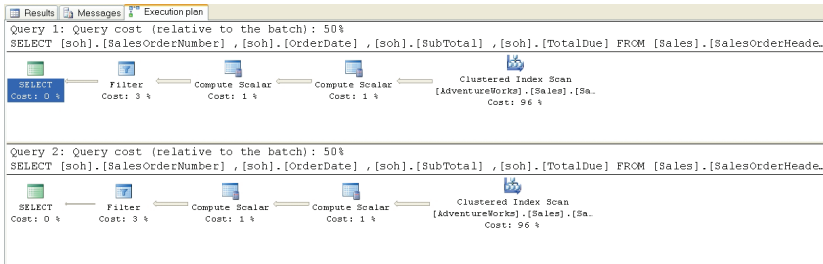 Results Messages Execution plan
Query 1: Query cost (relative to the batch): 50%
SELECT [soh].[SalesOrderNumber] ,[soh].[OrderDate] ,[soh].[SubTotal] ,[soh].[TotalDue] FROM [Sales].[SalesOrderHeade…
SELECT
Cost: 0 %
Filter
Cost: 3 %
Compute Scalar
Cost: 1 %
Compute Scalar
Cost: 1 %
Clustered Index Scan
[AdventureWorks].[Sales].[Sa…
Cost: 96 %
Query 2: Query cost (relative to the batch): 50%
SELECT [soh].[SalesOrderNumber] ,[soh].[OrderDate] ,[soh].[SubTotal] ,[soh].[TotalDue] FROM [Sales].[SalesOrderHeade…
SELECT
Cost: 0 %
Filter
Cost: 3 %
Compute Scalar
Cost: 1 %
Compute Scalar
Cost: 1 %
Clustered Index Scan
[AdventureWorks].[Sales].[Sa…
Cost: 96 %